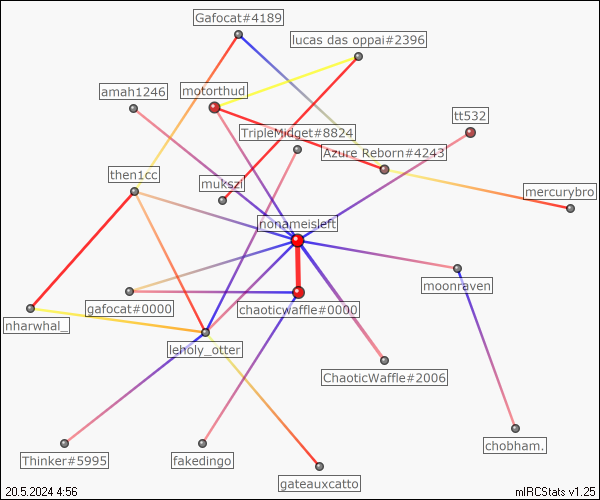 Gafocat#4189
lucas das oppai#2396
amah1246
motorthud
tt532
TripleMidget#8824
Azure Reborn#4243
then1cc
mukszi
mercurybro
nonameisleft
moonraven
gafocat#0000
chaoticwaffle#0000
nharwhal_
leholy_otter
ChaoticWaffle#2006
chobham.
Thinker#5995
fakedingo
gateauxcatto
20.5.2024 4:56
mIRCStats v1.25